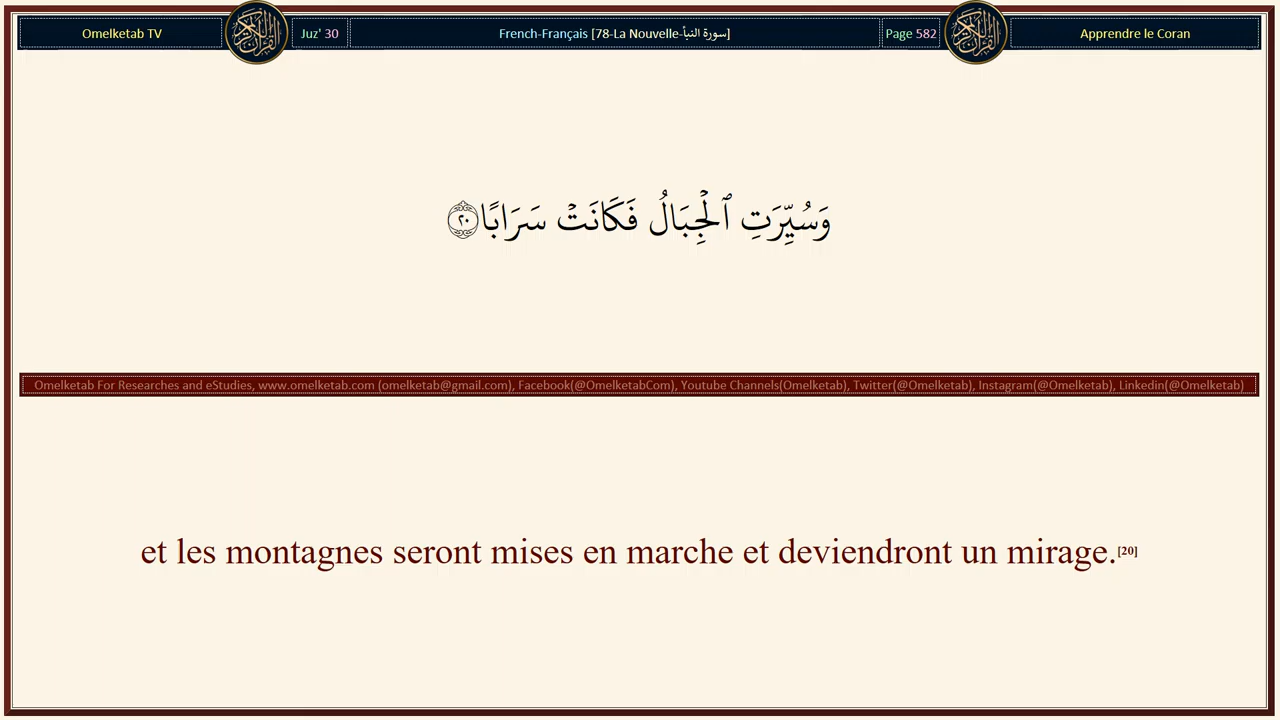 Omelketab TV
Juz' 30
French-Français [78-La Nouvelle-سورة النبأ]
Page 582
Apprendre le Coran
وَسُيِّرَتِ ٱلْجِبَالُ فَكَانَتْ سَرَابًا ٢٠
Omelketab For Researches and eStudies, www.omelketab.com (omelketab@gmail.com), Facebook(@OmelketabCom), Youtube Channels(Omelketab), Twitter(@Omelketab), Instagram(@Omelketab), Linkedin(@Omelketab)
et les montagnes seront mises en marche et deviendront un mirage.[20]